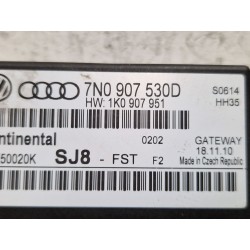 7N0 907 530D
S0614
HW: 1K0 907 951
HH35
ntinental
0202
GATEWAY
50020K
SJ8 - FST F2
18.11.10
Made in Czech Republic